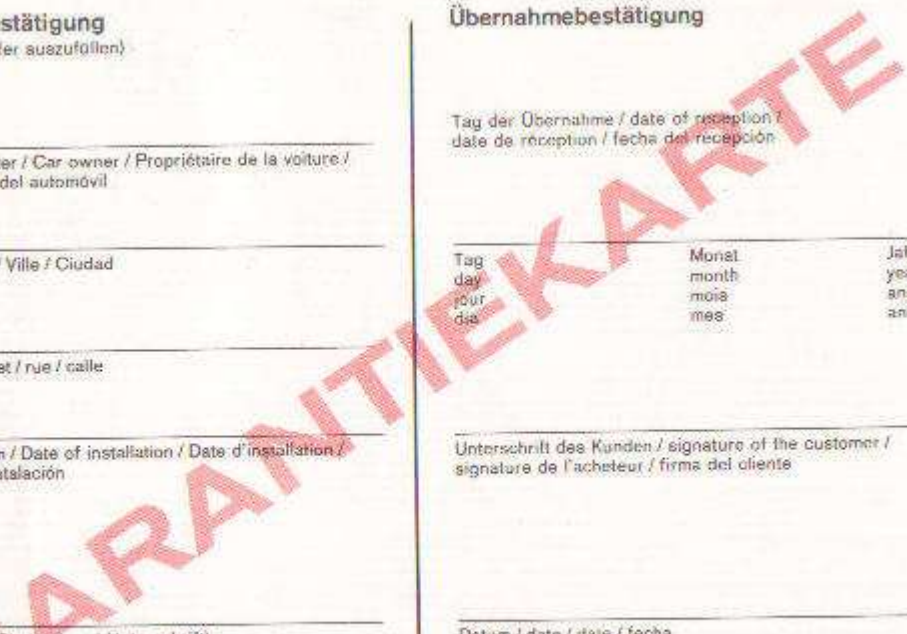 stätigung
er auszufüllen)
er / Car owner / Propriétaire de la voiture /
del automóvil
/ Ville / Ciudad
et / rue / calle
n / Date of installation / Date d'installation /
talación
Übernahmebestätigung
Tag der Übernahme / date of reception /
date de réception / fecha del recepción
Tag Monat
day month
jour mois
dia mes
Unterschrift des Kunden / signature of the customer /
signature de l'acheteur / firma del cliente
Datum / date / date / fecha
ARANTIEKARTE